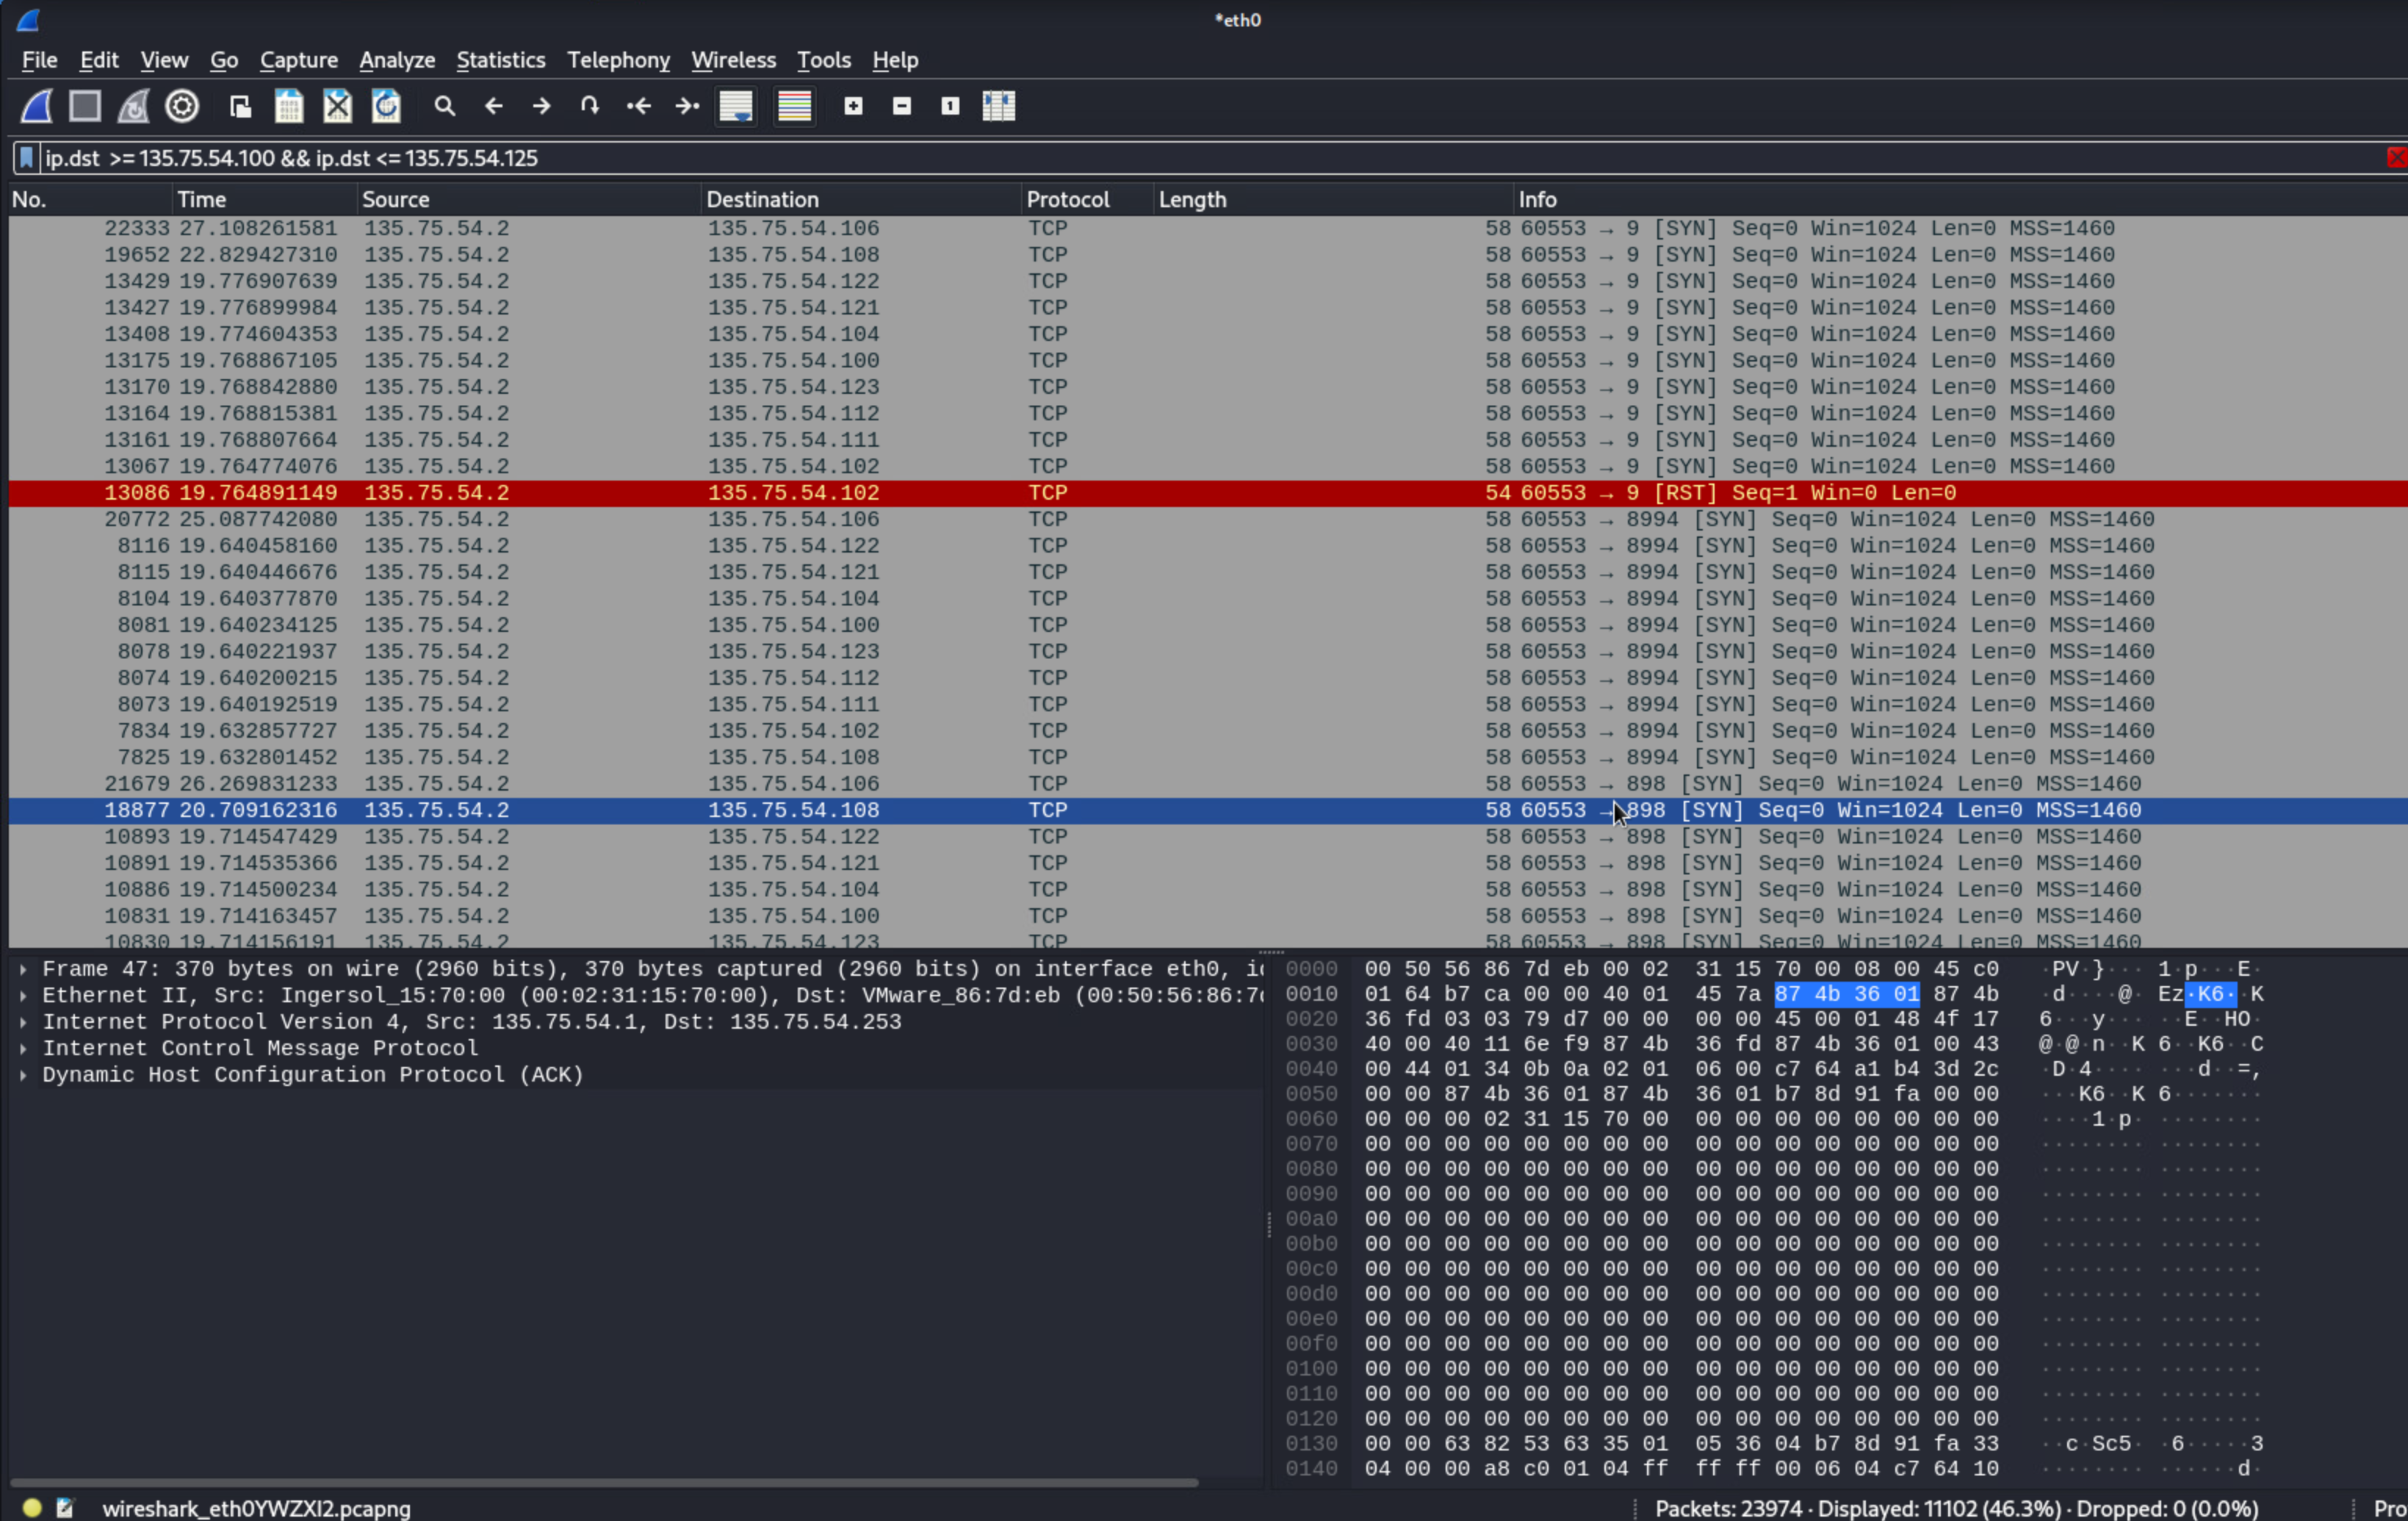 *eth0
File Edit View Go Capture Analyze Statistics Telephony Wireless Tools Help
ip.dst >= 135.75.54.100 && ip.dst <= 135.75.54.125
No. Time Source Destination Protocol Length Info
22333 27.108261581 135.75.54.2 135.75.54.106 TCP 58 60553 → 9 [SYN] Seq=0 Win=1024 Len=0 MSS=1460
19652 22.829427310 135.75.54.2 135.75.54.108 TCP 58 60553 → 9 [SYN] Seq=0 Win=1024 Len=0 MSS=1460
13429 19.776907639 135.75.54.2 135.75.54.122 TCP 58 60553 → 9 [SYN] Seq=0 Win=1024 Len=0 MSS=1460
13427 19.776899984 135.75.54.2 135.75.54.121 TCP 58 60553 → 9 [SYN] Seq=0 Win=1024 Len=0 MSS=1460
13408 19.774604353 135.75.54.2 135.75.54.104 TCP 58 60553 → 9 [SYN] Seq=0 Win=1024 Len=0 MSS=1460
13175 19.768867105 135.75.54.2 135.75.54.100 TCP 58 60553 → 9 [SYN] Seq=0 Win=1024 Len=0 MSS=1460
13170 19.768842880 135.75.54.2 135.75.54.123 TCP 58 60553 → 9 [SYN] Seq=0 Win=1024 Len=0 MSS=1460
13164 19.768815381 135.75.54.2 135.75.54.112 TCP 58 60553 → 9 [SYN] Seq=0 Win=1024 Len=0 MSS=1460
13161 19.768807664 135.75.54.2 135.75.54.111 TCP 58 60553 → 9 [SYN] Seq=0 Win=1024 Len=0 MSS=1460
13067 19.764774076 135.75.54.2 135.75.54.102 TCP 58 60553 → 9 [SYN] Seq=0 Win=1024 Len=0 MSS=1460
13086 19.764891149 135.75.54.2 135.75.54.102 TCP 54 60553 → 9 [RST] Seq=1 Win=0 Len=0
20772 25.087742080 135.75.54.2 135.75.54.106 TCP 58 60553 → 8994 [SYN] Seq=0 Win=1024 Len=0 MSS=1460
8116 19.640458160 135.75.54.2 135.75.54.122 TCP 58 60553 → 8994 [SYN] Seq=0 Win=1024 Len=0 MSS=1460
8115 19.640446676 135.75.54.2 135.75.54.121 TCP 58 60553 → 8994 [SYN] Seq=0 Win=1024 Len=0 MSS=1460
8104 19.640377870 135.75.54.2 135.75.54.104 TCP 58 60553 → 8994 [SYN] Seq=0 Win=1024 Len=0 MSS=1460
8081 19.640234125 135.75.54.2 135.75.54.100 TCP 58 60553 → 8994 [SYN] Seq=0 Win=1024 Len=0 MSS=1460
8078 19.640221937 135.75.54.2 135.75.54.123 TCP 58 60553 → 8994 [SYN] Seq=0 Win=1024 Len=0 MSS=1460
8074 19.640200215 135.75.54.2 135.75.54.112 TCP 58 60553 → 8994 [SYN] Seq=0 Win=1024 Len=0 MSS=1460
8073 19.640192519 135.75.54.2 135.75.54.111 TCP 58 60553 → 8994 [SYN] Seq=0 Win=1024 Len=0 MSS=1460
7834 19.632857727 135.75.54.2 135.75.54.102 TCP 58 60553 → 8994 [SYN] Seq=0 Win=1024 Len=0 MSS=1460
7825 19.632801452 135.75.54.2 135.75.54.108 TCP 58 60553 → 8994 [SYN] Seq=0 Win=1024 Len=0 MSS=1460
21679 26.269831233 135.75.54.2 135.75.54.106 TCP 58 60553 → 898 [SYN] Seq=0 Win=1024 Len=0 MSS=1460
18877 20.709162316 135.75.54.2 135.75.54.108 TCP 58 60553 → 898 [SYN] Seq=0 Win=1024 Len=0 MSS=1460
10893 19.714547429 135.75.54.2 135.75.54.122 TCP 58 60553 → 898 [SYN] Seq=0 Win=1024 Len=0 MSS=1460
10891 19.714535366 135.75.54.2 135.75.54.121 TCP 58 60553 → 898 [SYN] Seq=0 Win=1024 Len=0 MSS=1460
10886 19.714500234 135.75.54.2 135.75.54.104 TCP 58 60553 → 898 [SYN] Seq=0 Win=1024 Len=0 MSS=1460
10831 19.714163457 135.75.54.2 135.75.54.100 TCP 58 60553 → 898 [SYN] Seq=0 Win=1024 Len=0 MSS=1460
10830 19.714156191 135.75.54.2 135.75.54.123 TCP 58 60553 → 898 [SYN] Seq=0 Win=1024 Len=0 MSS=1460
Frame 47: 370 bytes on wire (2960 bits), 370 bytes captured (2960 bits) on interface eth0, id
Ethernet II, Src: Ingersol_15:70:00 (00:02:31:15:70:00), Dst: VMware_86:7d:eb (00:50:56:86:7d
Internet Protocol Version 4, Src: 135.75.54.1, Dst: 135.75.54.253
Internet Control Message Protocol
Dynamic Host Configuration Protocol (ACK)
0000 00 50 56 86 7d eb 00 02 31 15 70 00 08 00 45 c0 ·PV·}··· 1·p···E·
0010 01 64 b7 ca 00 00 40 01 45 7a 87 4b 36 01 87 4b ·d····@· Ez·K6··K
0020 36 fd 03 03 79 d7 00 00 00 00 45 00 01 48 4f 17 6···y··· ··E··HO·
0030 40 00 40 11 6e f9 87 4b 36 fd 87 4b 36 01 00 43 @·@·n··K 6··K6··C
0040 00 44 01 34 0b 0a 02 01 06 00 c7 64 a1 b4 3d 2c ·D·4···· ···d··=,
0050 00 00 87 4b 36 01 87 4b 36 01 b7 8d 91 fa 00 00 ···K6··K 6·······
0060 00 00 00 02 31 15 70 00 00 00 00 00 00 00 00 00 ····1·p· ········
0070 00 00 00 00 00 00 00 00 00 00 00 00 00 00 00 00 ········ ········
0080 00 00 00 00 00 00 00 00 00 00 00 00 00 00 00 00 ········ ········
0090 00 00 00 00 00 00 00 00 00 00 00 00 00 00 00 00 ········ ········
00a0 00 00 00 00 00 00 00 00 00 00 00 00 00 00 00 00 ········ ········
00b0 00 00 00 00 00 00 00 00 00 00 00 00 00 00 00 00 ········ ········
00c0 00 00 00 00 00 00 00 00 00 00 00 00 00 00 00 00 ········ ········
00d0 00 00 00 00 00 00 00 00 00 00 00 00 00 00 00 00 ········ ········
00e0 00 00 00 00 00 00 00 00 00 00 00 00 00 00 00 00 ········ ········
00f0 00 00 00 00 00 00 00 00 00 00 00 00 00 00 00 00 ········ ········
0100 00 00 00 00 00 00 00 00 00 00 00 00 00 00 00 00 ········ ········
0110 00 00 00 00 00 00 00 00 00 00 00 00 00 00 00 00 ········ ········
0120 00 00 00 00 00 00 00 00 00 00 00 00 00 00 00 00 ········ ········
0130 00 00 63 82 53 63 35 01 05 36 04 b7 8d 91 fa 33 ··c·Sc5· ·6·····3
0140 04 00 00 a8 c0 01 04 ff ff ff 00 06 04 c7 64 10 ········ ······d·
wireshark_eth0YWZXI2.pcapng
Packets: 23974 · Displayed: 11102 (46.3%) · Dropped: 0 (0.0%)
Pro